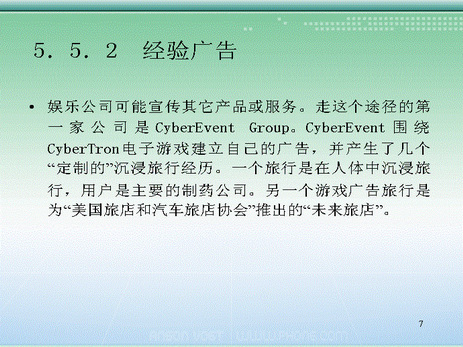 5．5．2 经验广告
• 娱乐公司可能宣传其它产品或服务。走这个途径的第
一家公司是CyberEvent Group。CyberEvent围绕
CyberTron电子游戏建立自己的广告，并产生了几个
“定制的”沉浸旅行经历。一个旅行是在人体中沉浸旅
行，用户是主要的制药公司。另一个游戏广告旅行是
为“美国旅店和汽车旅店协会”推出的“未来旅店”。
7